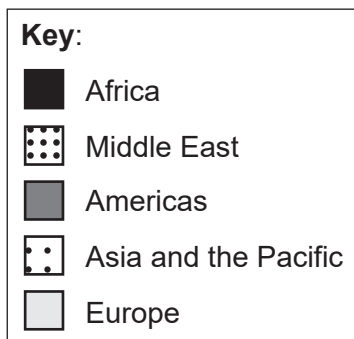 Key:
Africa
Middle East
Americas
Asia and the Pacific
Europe